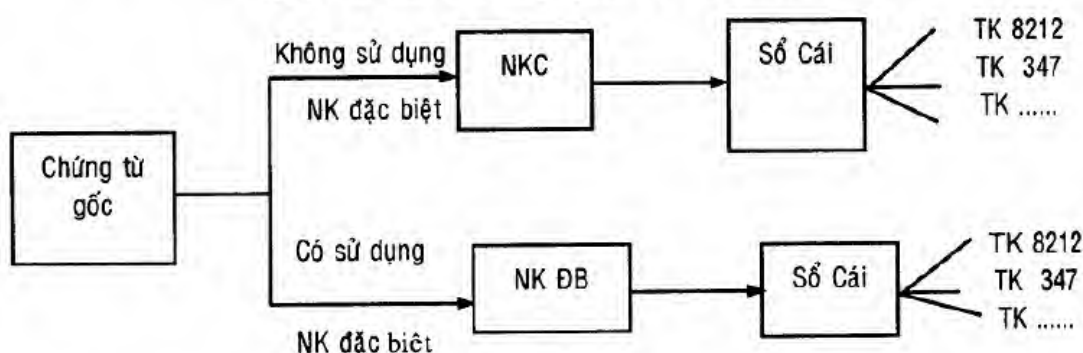 Chứng từ
gốc
Không sử dụng
NK đặc biệt
NKC
Sổ Cái
TK 8212
TK 347
TK ......
Có sử dụng
NK đặc biệt
NK ĐB
Sổ Cái
TK 8212
TK 347
TK ......